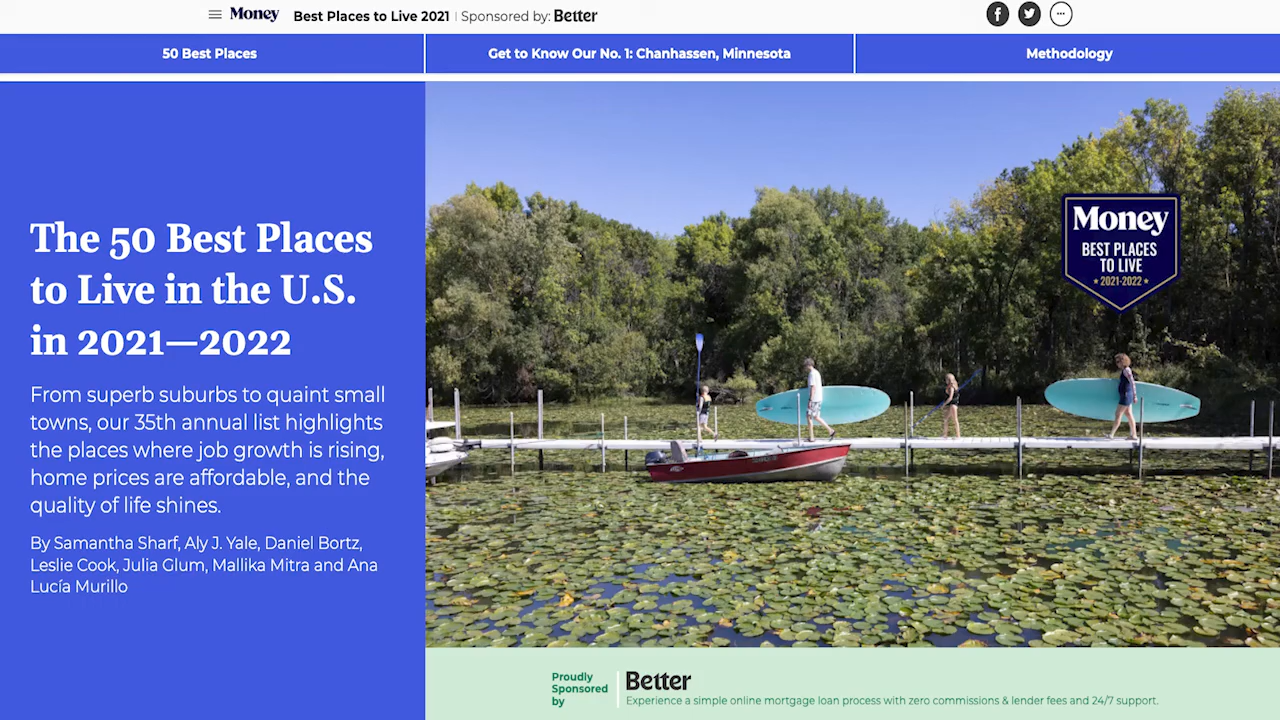 Money Best Places to Live 2021 | Sponsored by: Better
50 Best Places
Get to Know Our No. 1: Chanhassen, Minnesota
Methodology
The 50 Best Places
to Live in the U.S.
in 2021—2022
From superb suburbs to quaint small
towns, our 35th annual list highlights
the places where job growth is rising,
home prices are affordable, and the
quality of life shines.
By Samantha Sharf, Aly J. Yale, Daniel Bortz,
Leslie Cook, Julia Glum, Mallika Mitra and Ana
Lucía Murillo
Money
BEST PLACES
TO LIVE
★ 2021-2022 ★
Proudly
Sponsored
by
Better
Experience a simple online mortgage loan process with zero commissions & lender fees and 24/7 support.